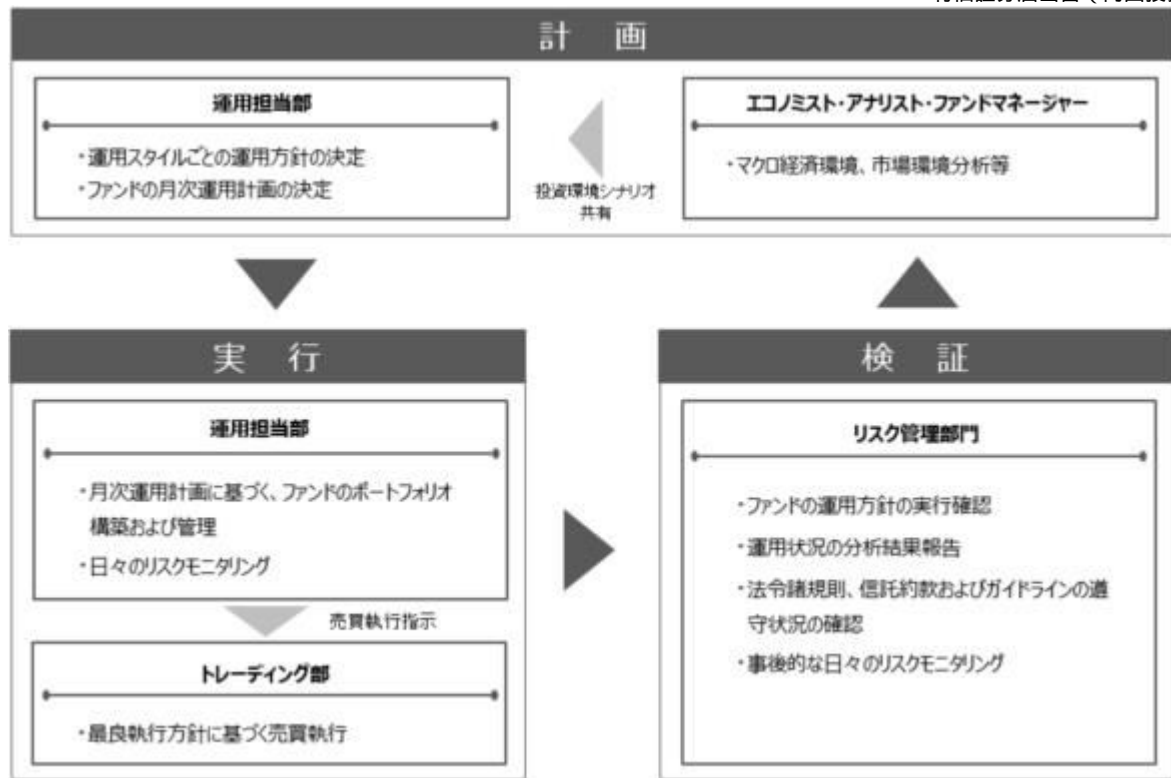 計 画
運用担当部
・運用スタイルごとの運用方針の決定
・ファンドの月次運用計画の決定
投資環境シナリオ
共有
エコノミスト・アナリスト・ファンドマネージャー
・マクロ経済環境、市場環境分析等
実 行
運用担当部
・月次運用計画に基づく、ファンドのポートフォリオ
構築および管理
・日々のリスクモニタリング
売買執行指示
トレーディング部
・最良執行方針に基づく売買執行
検 証
リスク管理部門
・ファンドの運用方針の実行確認
・運用状況の分析結果報告
・法令諸規則、信託約款およびガイドラインの遵
守状況の確認
・事後的な日々のリスクモニタリング